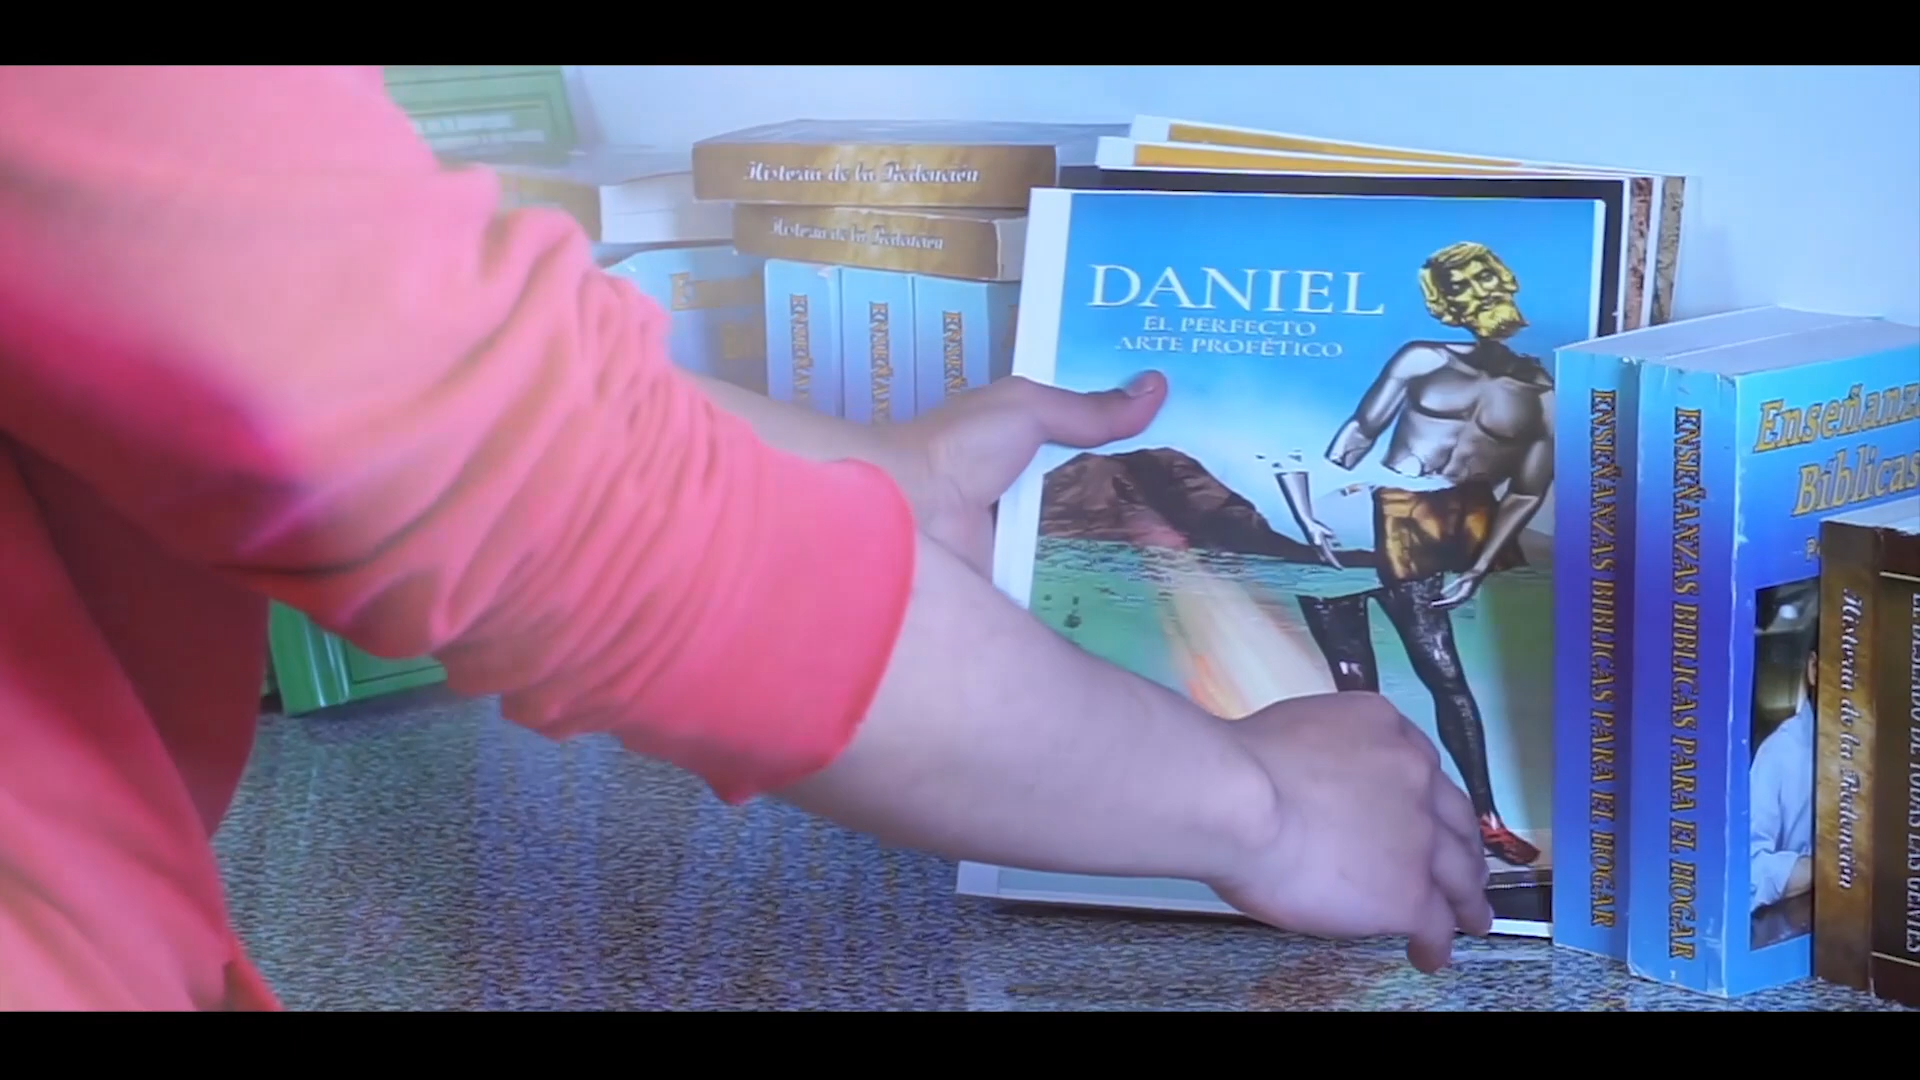 Historia de la Redención
Historia de la Redención
DANIEL
EL PERFECTO
ARTE PROFÉTICO
ENSEÑANZAS BIBLICAS PARA EL HOGAR
ENSEÑANZAS BIBLICAS PARA EL HOGAR
Enseñanza
Bíblicas
Historia de la Redención
EL DESEADO DE TODAS LAS GENTES